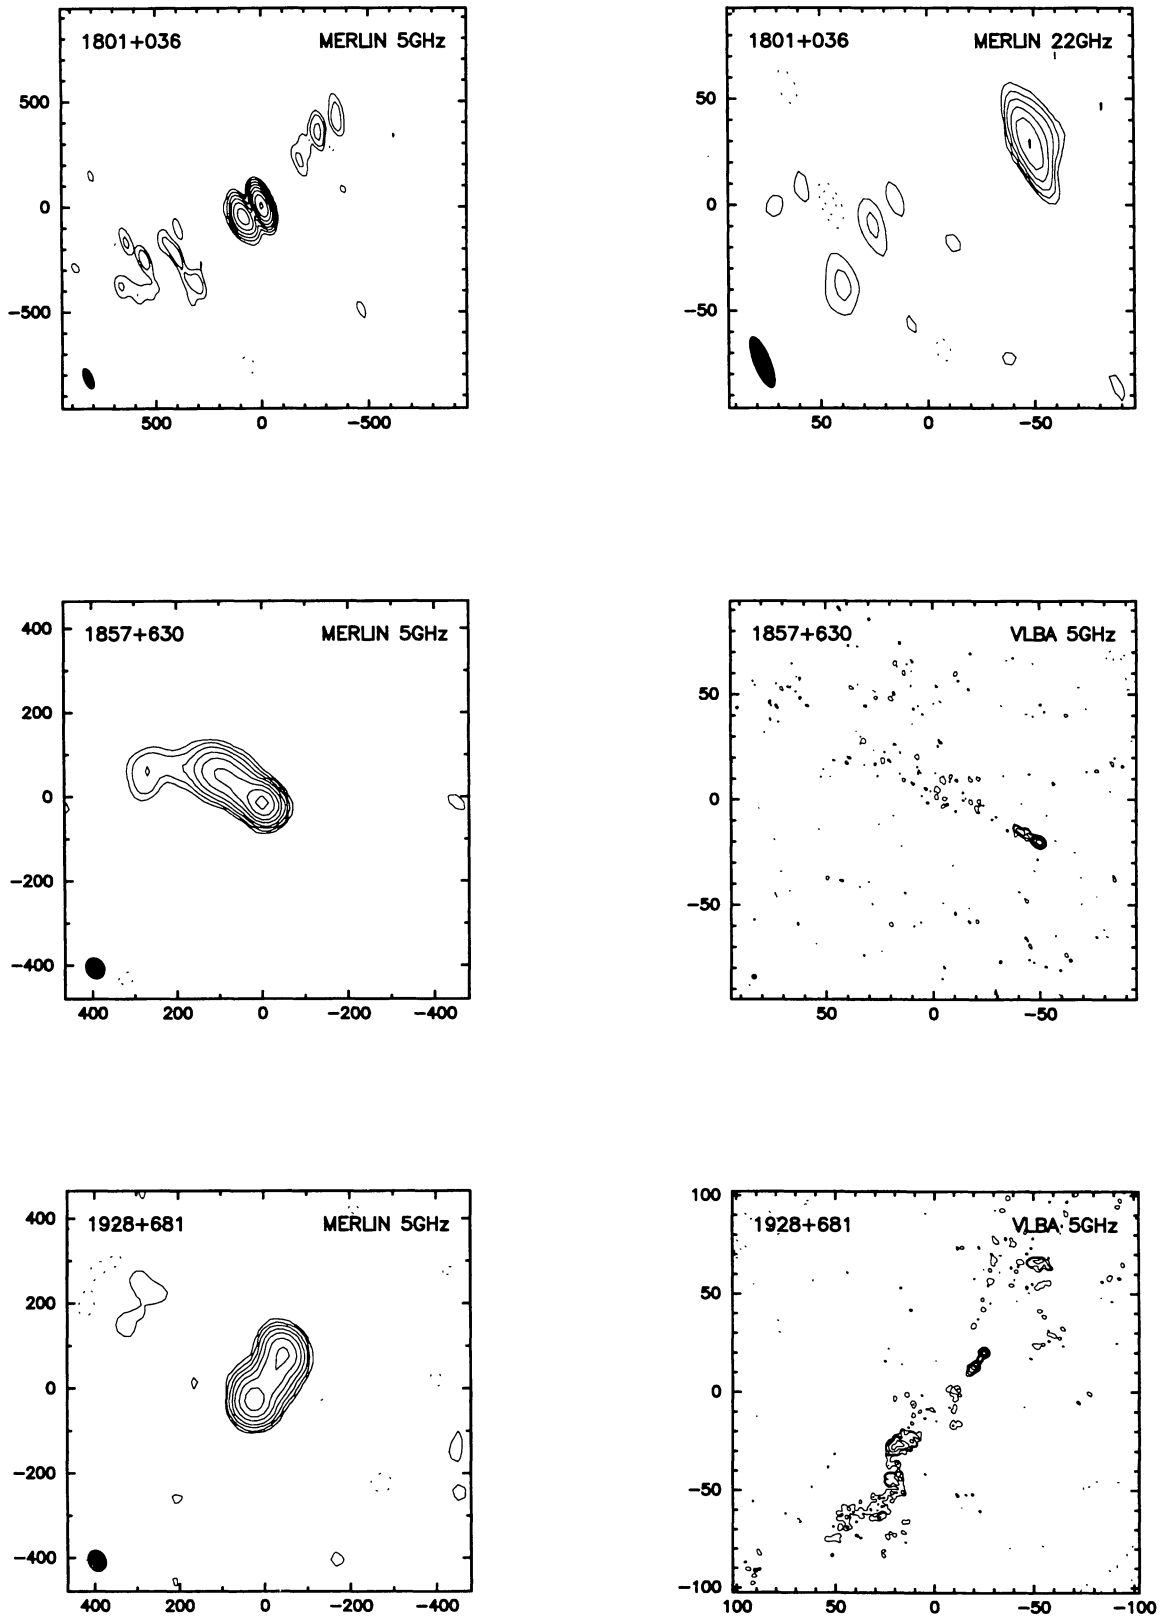 1801+036 MERLIN 5GHz
500
0
−500
500 0 −500
1801+036 MERLIN 22GHz
50
0
−50
50 0 −50
1857+630 MERLIN 5GHz
400
200
0
−200
−400
400 200 0 −200 −400
1857+630 VLBA 5GHz
50
0
−50
50 0 −50
1928+681 MERLIN 5GHz
400
200
0
−200
−400
400 200 0 −200 −400
1928+681 VLBA 5GHz
100
50
0
−50
−100
100 50 0 −50 −100